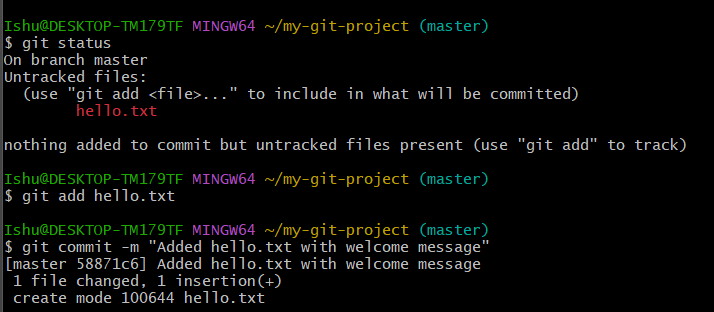 Ishu@DESKTOP-TM179TF MINGW64 ~/my-git-project (master)
$ git status
On branch master
Untracked files:
  (use "git add <file>..." to include in what will be committed)
        hello.txt

nothing added to commit but untracked files present (use "git add" to track)

Ishu@DESKTOP-TM179TF MINGW64 ~/my-git-project (master)
$ git add hello.txt

Ishu@DESKTOP-TM179TF MINGW64 ~/my-git-project (master)
$ git commit -m "Added hello.txt with welcome message"
[master 58871c6] Added hello.txt with welcome message
 1 file changed, 1 insertion(+)
 create mode 100644 hello.txt